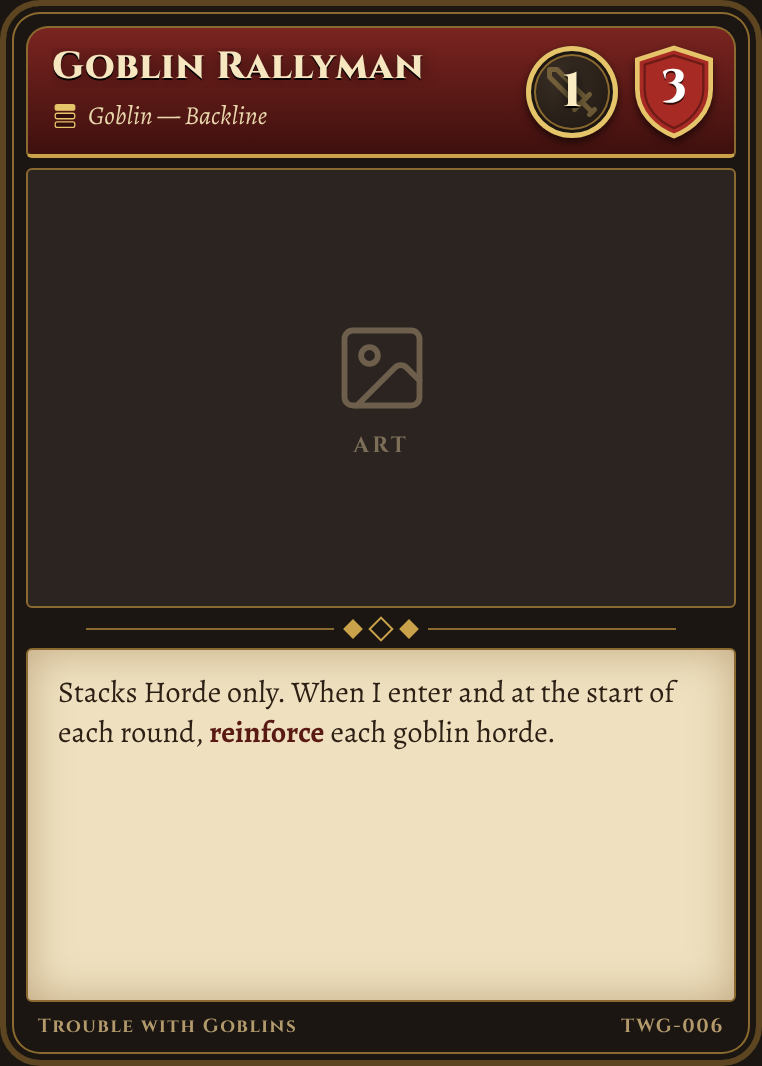 Goblin Rallyman
Goblin — Backline
1
3
ART
Stacks Horde only. When I enter and at the start of
each round, reinforce each goblin horde.
Trouble with Goblins
TWG-006